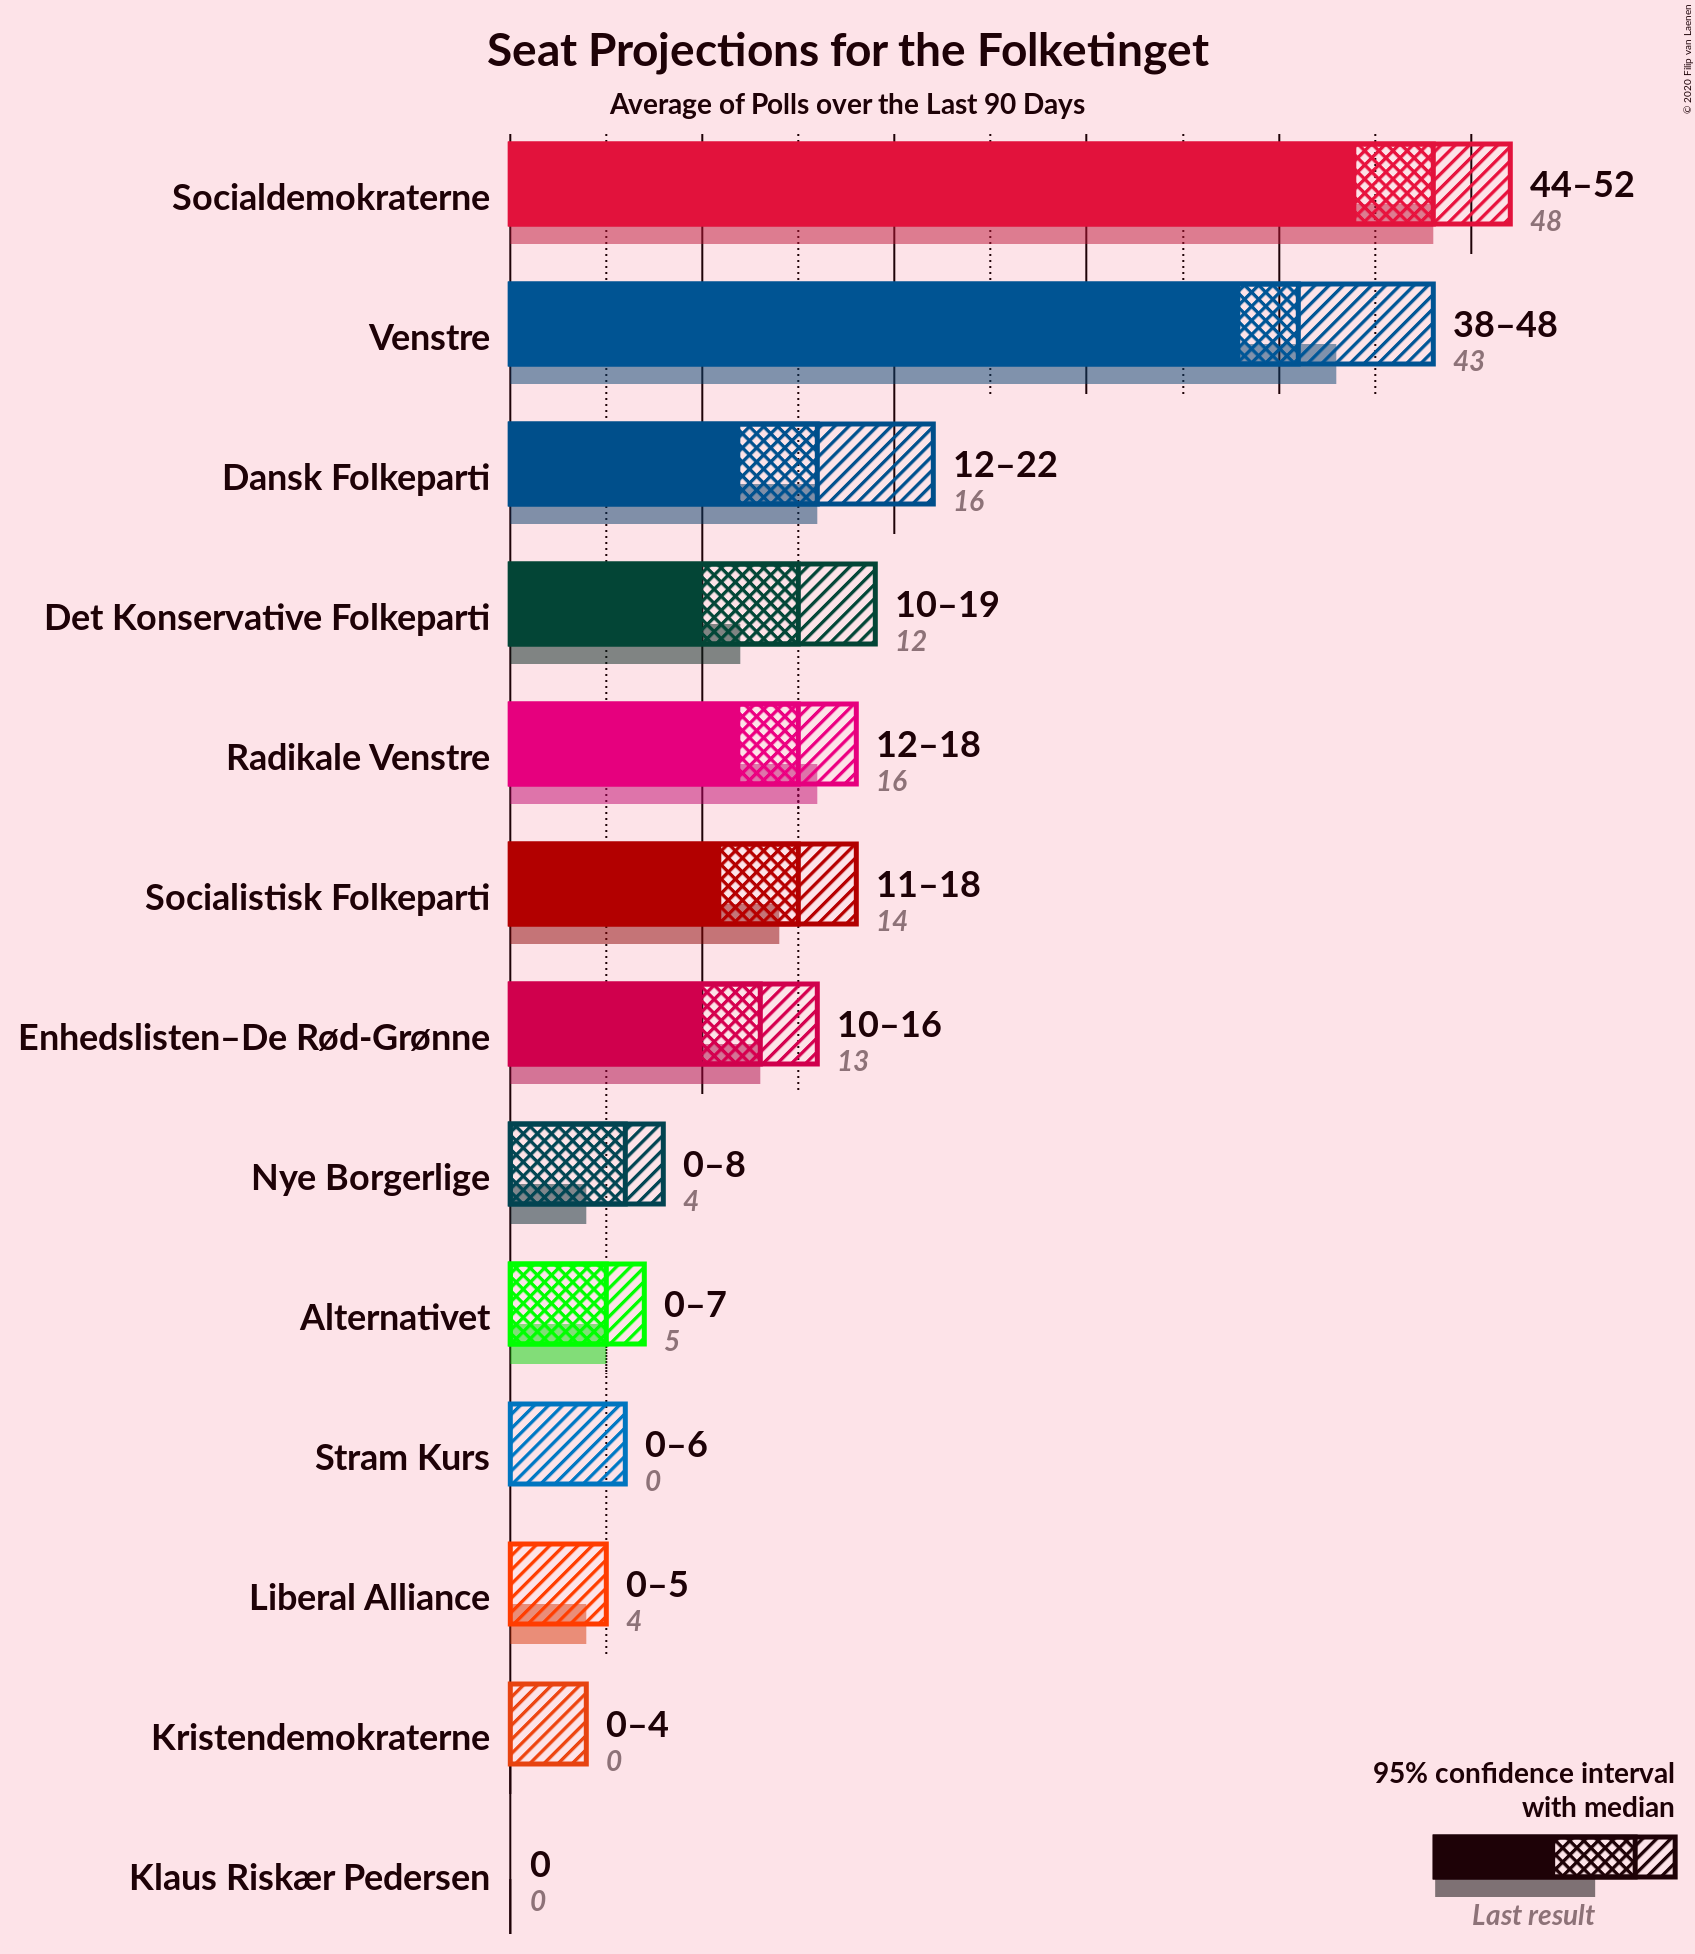 Seat Projections for the Folketinget
Average of Polls over the Last 90 Days
© 2020 Filip van Laenen
Socialdemokraterne
44–52
48
Venstre
38–48
43
Dansk Folkeparti
12–22
16
Det Konservative Folkeparti
10–19
12
Radikale Venstre
12–18
16
Socialistisk Folkeparti
11–18
14
Enhedslisten–De Rød-Grønne
10–16
13
Nye Borgerlige
0–8
4
Alternativet
0–7
5
Stram Kurs
0–6
0
Liberal Alliance
0–5
4
Kristendemokraterne
0–4
0
Klaus Riskær Pedersen
0
0
95% confidence interval
with median
Last result